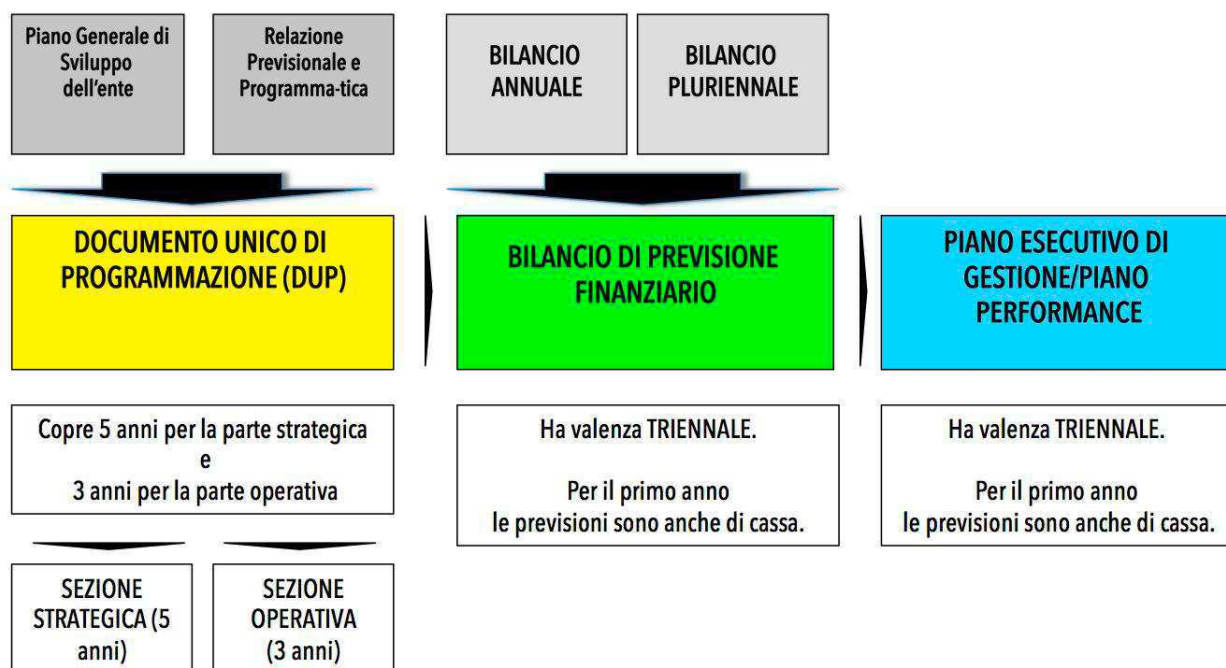 Piano Generale di
Sviluppo
dell'ente
Relazione
Previsionale e
Programma-tica
BILANCIO
ANNUALE
BILANCIO
PLURIENNALE
DOCUMENTO UNICO DI
PROGRAMMAZIONE (DUP)
BILANCIO DI PREVISIONE
FINANZIARIO
PIANO ESECUTIVO DI
GESTIONE/PIANO
PERFORMANCE
Copre 5 anni per la parte strategica
e
3 anni per la parte operativa
Ha valenza TRIENNALE.
Per il primo anno
le previsioni sono anche di cassa.
Ha valenza TRIENNALE.
Per il primo anno
le previsioni sono anche di cassa.
SEZIONE
STRATEGICA (5
anni)
SEZIONE
OPERATIVA
(3 anni)